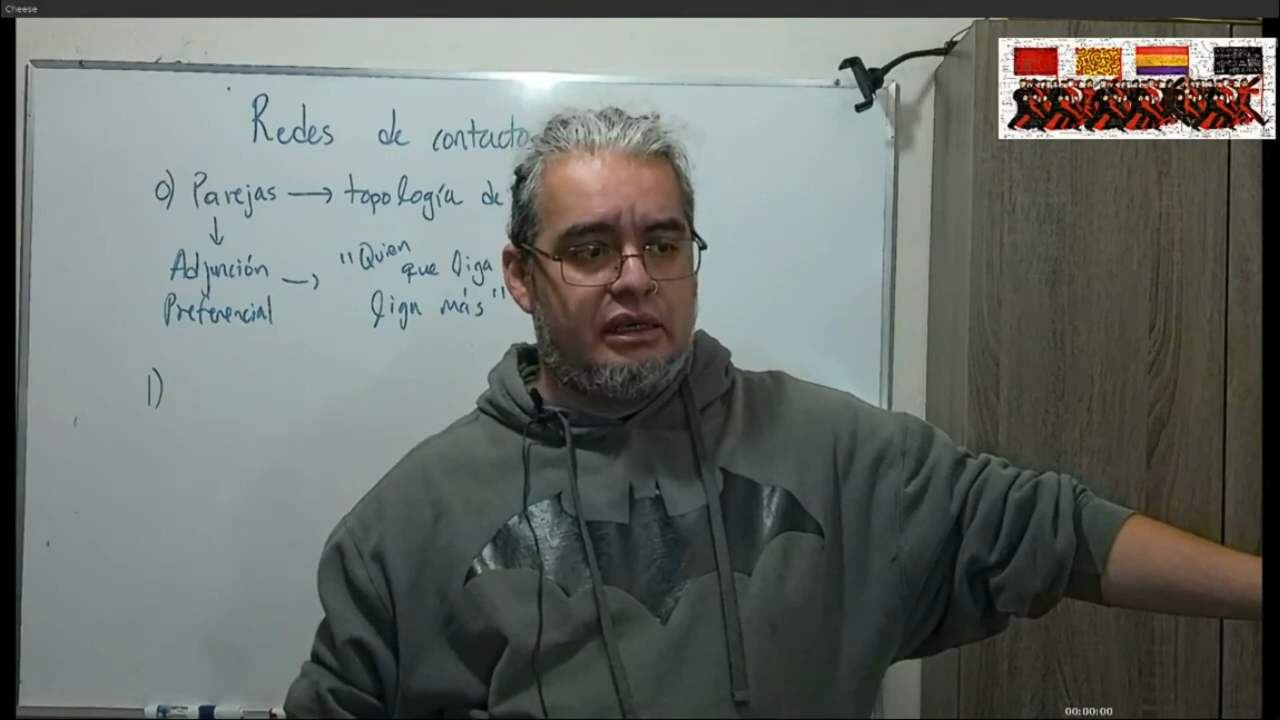 Cheese
Redes de contacto
0) Parejas → topología de
↓
Adjunción → "Quien
que liga
Preferencial liga más"
1)
00:00:00